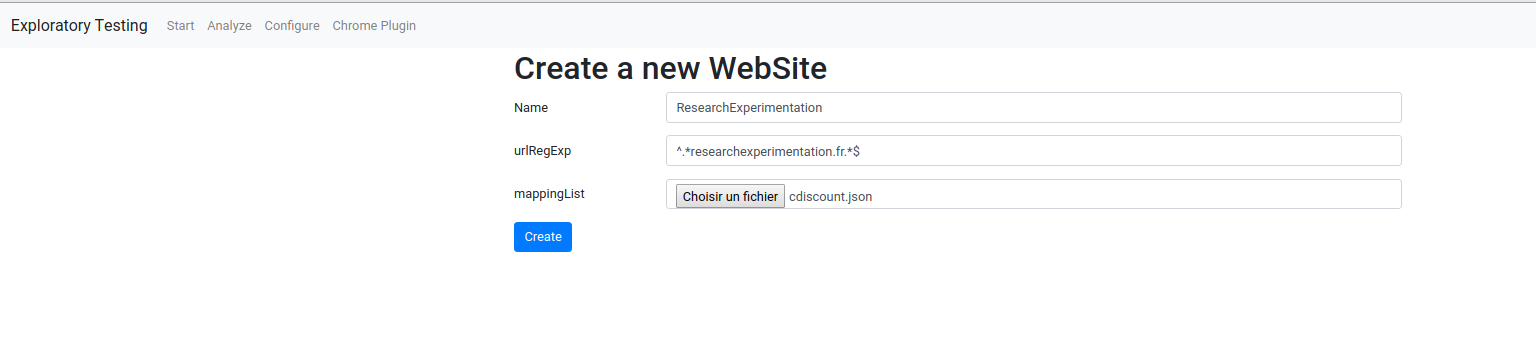 Exploratory Testing Start Analyze Configure Chrome Plugin
Create a new WebSite
Name ResearchExperimentation
urlRegExp ^.*researchexperimentation.fr.*$
mappingList Choisir un fichier cdiscount.json
Create